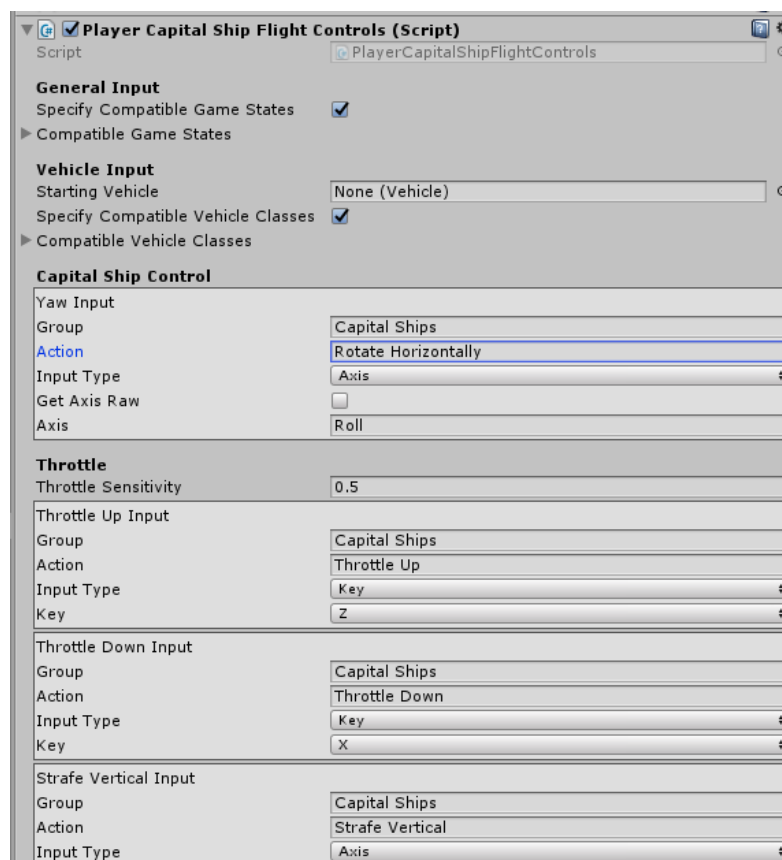 Player Capital Ship Flight Controls (Script)
Script PlayerCapitalShipFlightControls
General Input
Specify Compatible Game States
Compatible Game States
Vehicle Input
Starting Vehicle None (Vehicle)
Specify Compatible Vehicle Classes
Compatible Vehicle Classes
Capital Ship Control
Yaw Input
Group Capital Ships
Action Rotate Horizontally
Input Type Axis
Get Axis Raw
Axis Roll
Throttle
Throttle Sensitivity 0.5
Throttle Up Input
Group Capital Ships
Action Throttle Up
Input Type Key
Key Z
Throttle Down Input
Group Capital Ships
Action Throttle Down
Input Type Key
Key X
Strafe Vertical Input
Group Capital Ships
Action Strafe Vertical
Input Type Axis